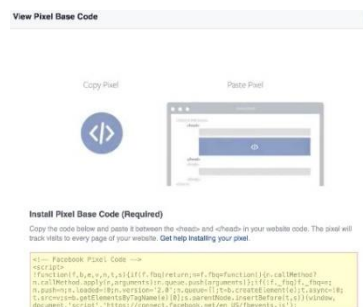 View Pixel Base Code
Copy Pixel
Paste Pixel
</>
<head>
</>
Install Pixel Base Code (Required)
Copy the code below and paste it between the <head> and </head> in your website code. The pixel will
track visits to every page of your website. Get help installing your pixel.
<!-- Facebook Pixel Code -->
<script>
!function(f,b,e,v,n,t,s){if(f.fbq)return;n=f.fbq=function(){n.callMethod?
n.callMethod.apply(n,arguments):n.queue.push(arguments)};if(!f._fbq)f._fbq=n;
n.push=n;n.loaded=!0;n.version='2.0';n.queue=[];t=b.createElement(e);t.async=!0;
t.src=v;s=b.getElementsByTagName(e)[0];s.parentNode.insertBefore(t,s)}(window,